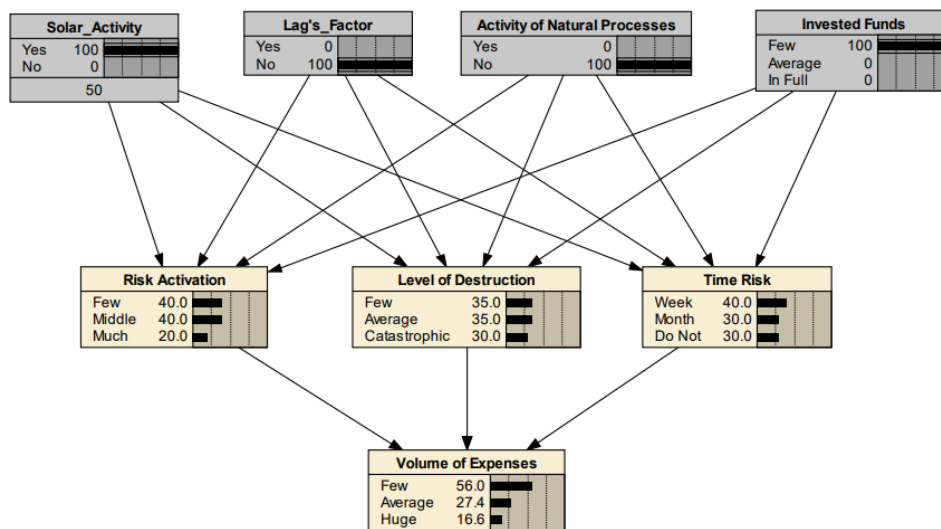 Solar_Activity
Yes 100
No 0
50
Lag's_Factor
Yes 0
No 100
Activity of Natural Processes
Yes 0
No 100
Invested Funds
Few 100
Average 0
In Full 0
Risk Activation
Few 40.0
Middle 40.0
Much 20.0
Level of Destruction
Few 35.0
Average 35.0
Catastrophic 30.0
Time Risk
Week 40.0
Month 30.0
Do Not 30.0
Volume of Expenses
Few 56.0
Average 27.4
Huge 16.6